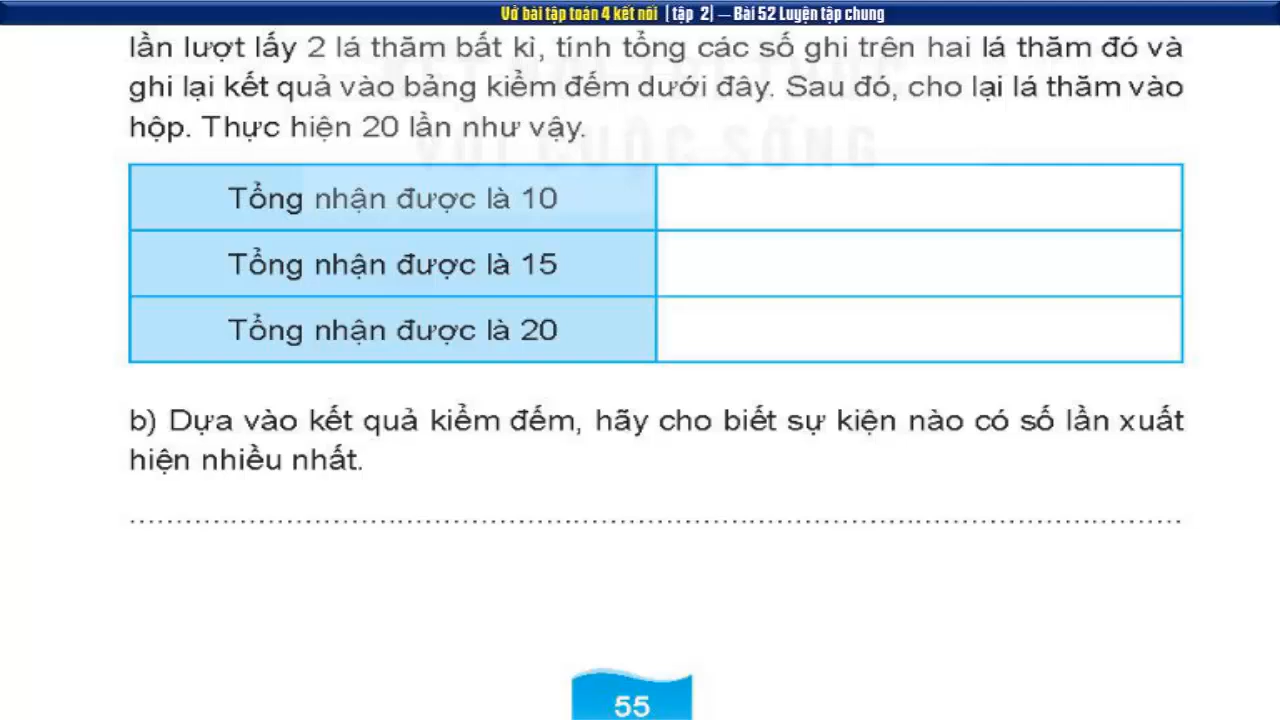 Vở bài tập toán 4 kết nối (tập 2) – Bài 52 Luyện tập chung
lần lượt lấy 2 lá thăm bất kì, tính tổng các số ghi trên hai lá thăm đó và
ghi lại kết quả vào bảng kiểm đếm dưới đây. Sau đó, cho lại lá thăm vào
hộp. Thực hiện 20 lần như vậy.
VỚI CUỘC SỐNG
Tổng nhận được là 10
Tổng nhận được là 15
Tổng nhận được là 20
b) Dựa vào kết quả kiểm đếm, hãy cho biết sự kiện nào có số lần xuất
hiện nhiều nhất.
55